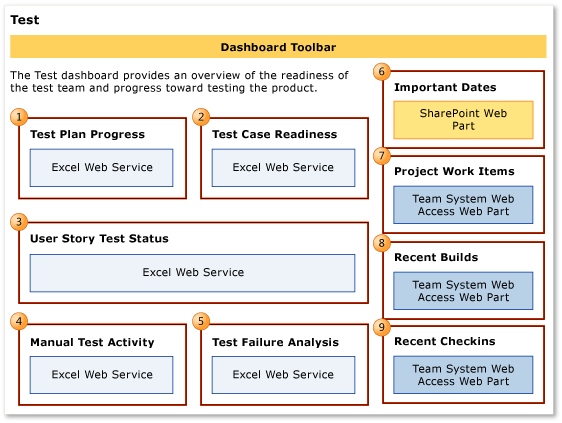 Test
Dashboard Toolbar
The Test dashboard provides an overview of the readiness of
the test team and progress toward testing the product.
1
Test Plan Progress
Excel Web Service
2
Test Case Readiness
Excel Web Service
3
User Story Test Status
Excel Web Service
4
Manual Test Activity
Excel Web Service
5
Test Failure Analysis
Excel Web Service
6
Important Dates
SharePoint Web
Part
7
Project Work Items
Team System Web
Access Web Part
8
Recent Builds
Team System Web
Access Web Part
9
Recent Checkins
Team System Web
Access Web Part